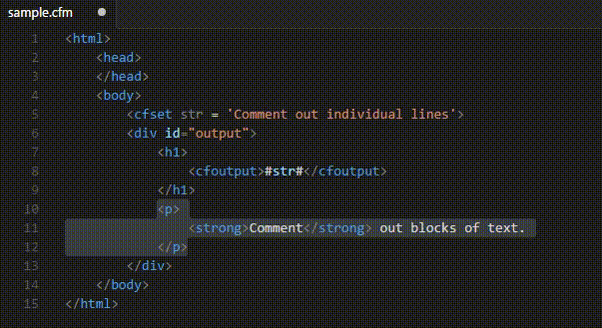 sample.cfm
1 <html>
2 <head>
3 </head>
4 <body>
5 <cfset str = 'Comment out individual lines'>
6 <div id="output">
7 <h1>
8 <cfoutput>#str#</cfoutput>
9 </h1>
10 <p>
11 <strong>Comment</strong> out blocks of text.
12 </p>
13 </div>
14 </body>
15 </html>